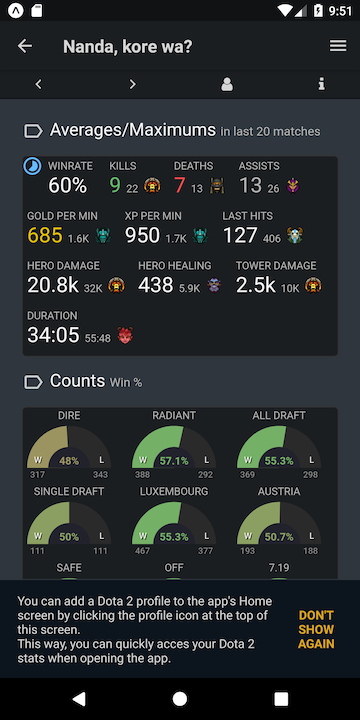 9:51
Nanda, kore wa?
Averages/Maximums in last 20 matches
WINRATE KILLS DEATHS ASSISTS
60% 9 22 7 13 13 26
GOLD PER MIN XP PER MIN LAST HITS
685 1.6K 950 1.7K 127 406
HERO DAMAGE HERO HEALING TOWER DAMAGE
20.8k 32K 438 5.9K 2.5k 10K
DURATION
34:05 55:48
Counts Win %
DIRE RADIANT ALL DRAFT
W 48% L W 57.1% L W 55.3% L
317 343 388 292 369 298
SINGLE DRAFT LUXEMBOURG AUSTRIA
W 50% L W 55.3% L W 50.7% L
111 111 467 377 193 188
SAFE OFF 7.19
You can add a Dota 2 profile to the app's Home
screen by clicking the profile icon at the top of
this screen.
This way, you can quickly acces your Dota 2
stats when opening the app.
DON'T
SHOW
AGAIN